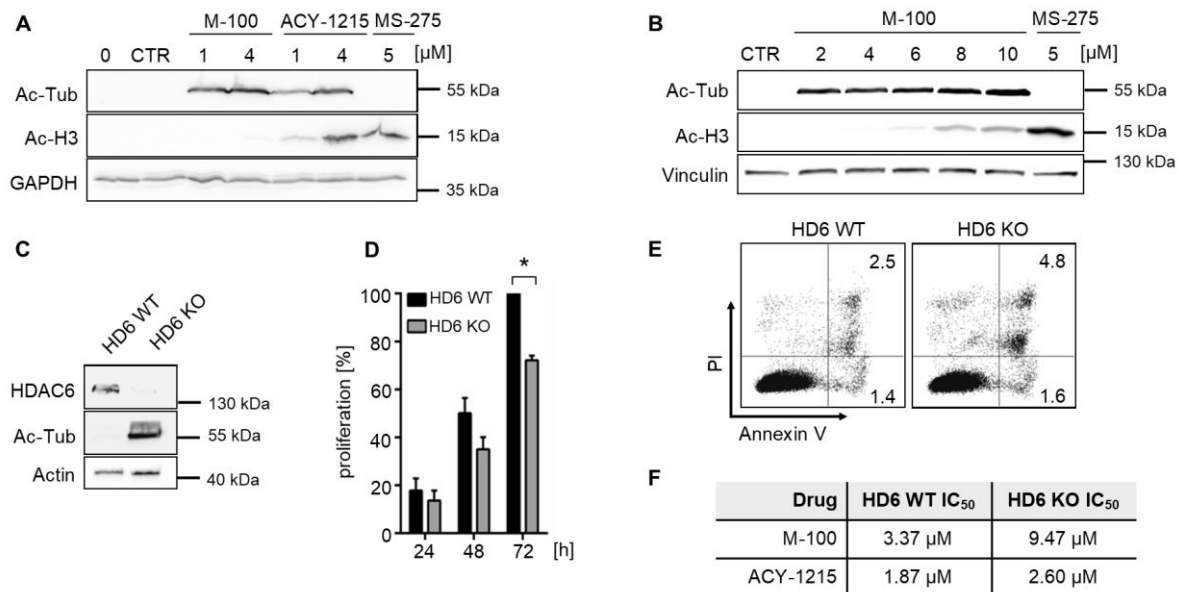 A
M-100 ACY-1215 MS-275
0 CTR 1 4 1 4 5 [µM]
Ac-Tub 55 kDa
Ac-H3 15 kDa
GAPDH 35 kDa
B
M-100 MS-275
CTR 2 4 6 8 10 5 [µM]
Ac-Tub 55 kDa
Ac-H3 15 kDa
130 kDa
Vinculin
C
HD6 WT HD6 KO
HDAC6 130 kDa
Ac-Tub 55 kDa
Actin 40 kDa
D
*
HD6 WT
HD6 KO
proliferation [%]
100
80
60
40
20
0
24 48 72 [h]
E
HD6 WT HD6 KO
2.5 4.8
1.4 1.6
PI
Annexin V
F
Drug HD6 WT IC₅₀ HD6 KO IC₅₀
M-100 3.37 µM 9.47 µM
ACY-1215 1.87 µM 2.60 µM